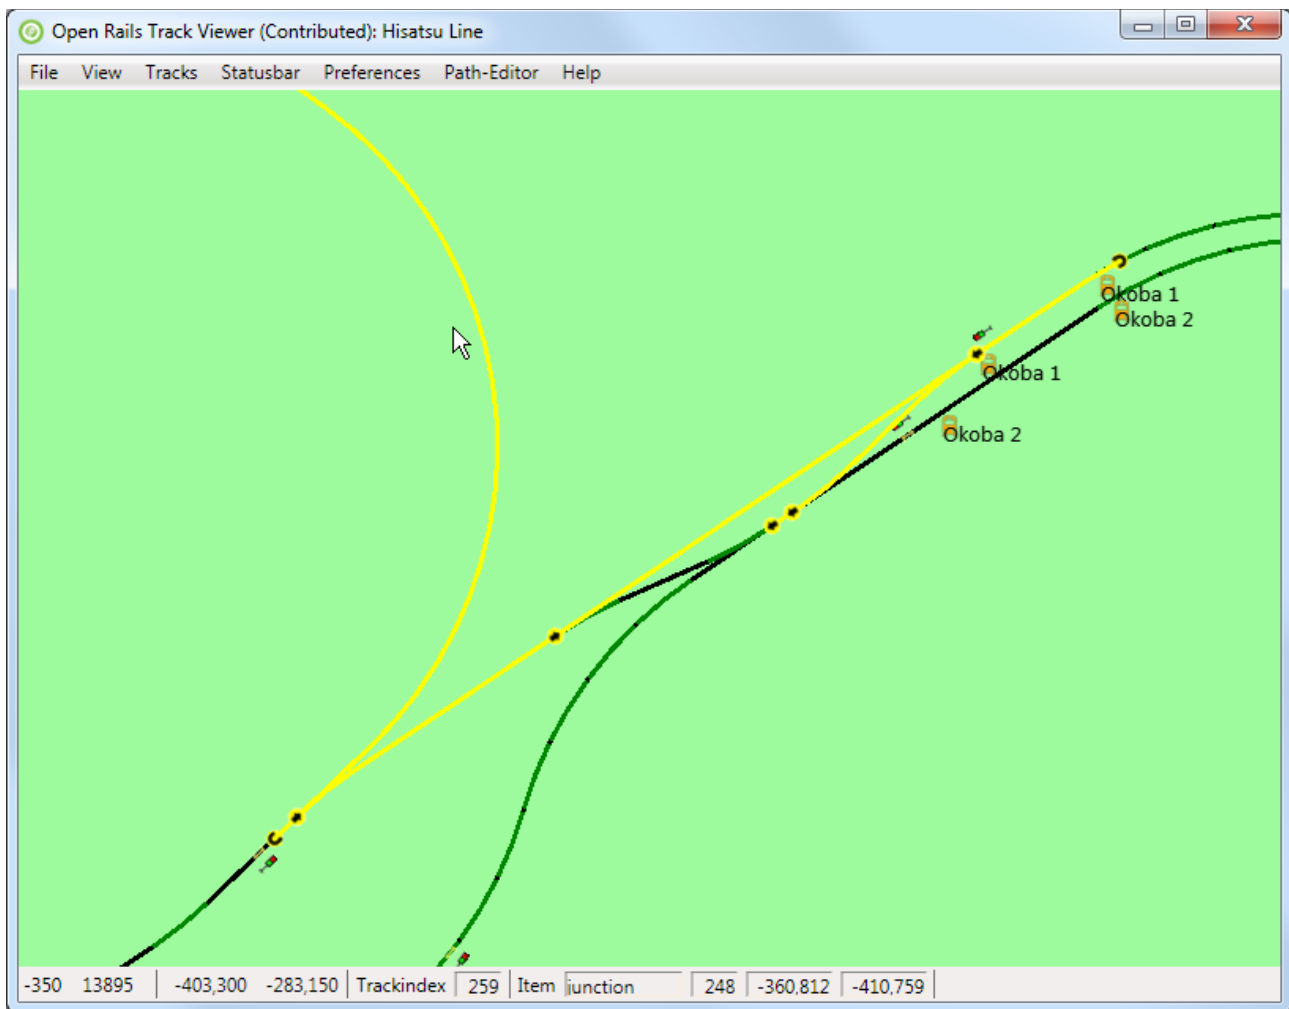 Open Rails Track Viewer (Contributed): Hisatsu Line
File View Tracks Statusbar Preferences Path-Editor Help
Okoba 1
Okoba 2
Okoba 1
Okoba 2
-350 13895 -403,300 -283,150 Trackindex 259 Item junction 248 -360,812 -410,759